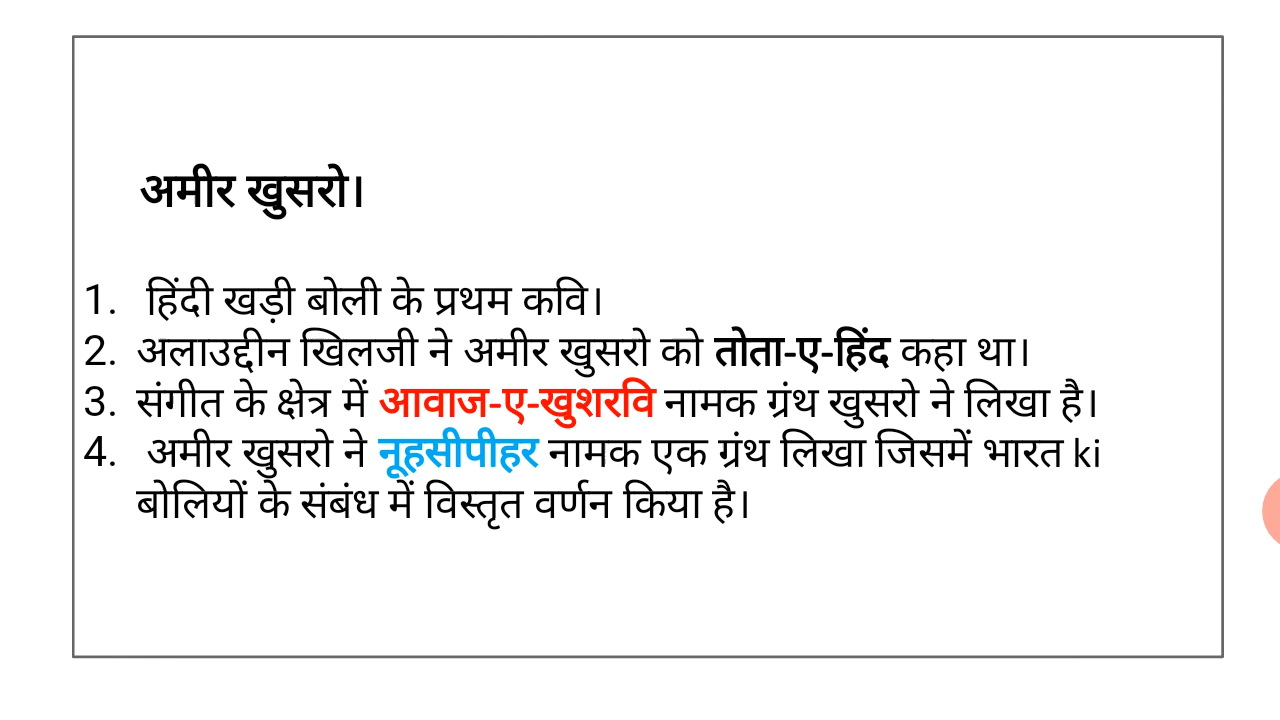 अमीर खुसरो।
1. हिंदी खड़ी बोली के प्रथम कवि।
2. अलाउद्दीन खिलजी ने अमीर खुसरो को तोता-ए-हिंद कहा था।
3. संगीत के क्षेत्र में आवाज-ए-खुशरवि नामक ग्रंथ खुसरो ने लिखा है।
4. अमीर खुसरो ने नूहसीपीहर नामक एक ग्रंथ लिखा जिसमें भारत ki
बोलियों के संबंध में विस्तृत वर्णन किया है।